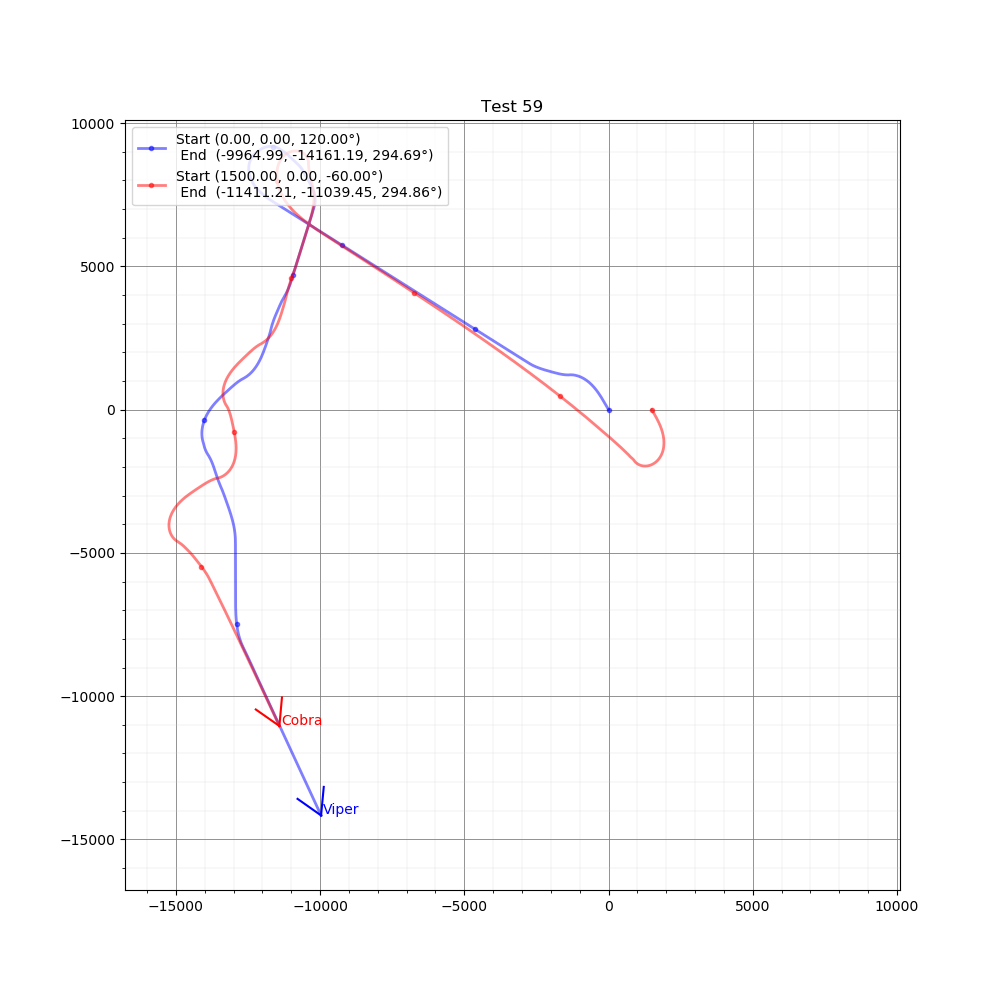 Test 59
Start (0.00, 0.00, 120.00°)
End (-9964.99, -14161.19, 294.69°)
Start (1500.00, 0.00, -60.00°)
End (-11411.21, -11039.45, 294.86°)
10000
5000
0
−5000
−10000
−15000
Cobra
Viper
−15000 −10000 −5000 0 5000 10000